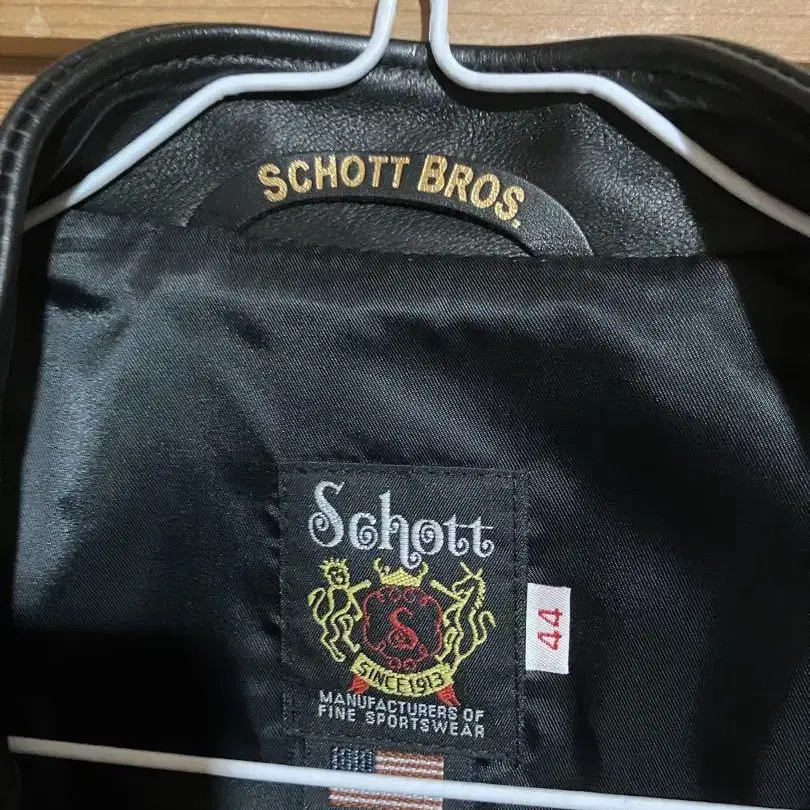 SCHOTT BROS.
Schott
S
SINCE 1913
MANUFACTURERS OF
FINE SPORTSWEAR
44